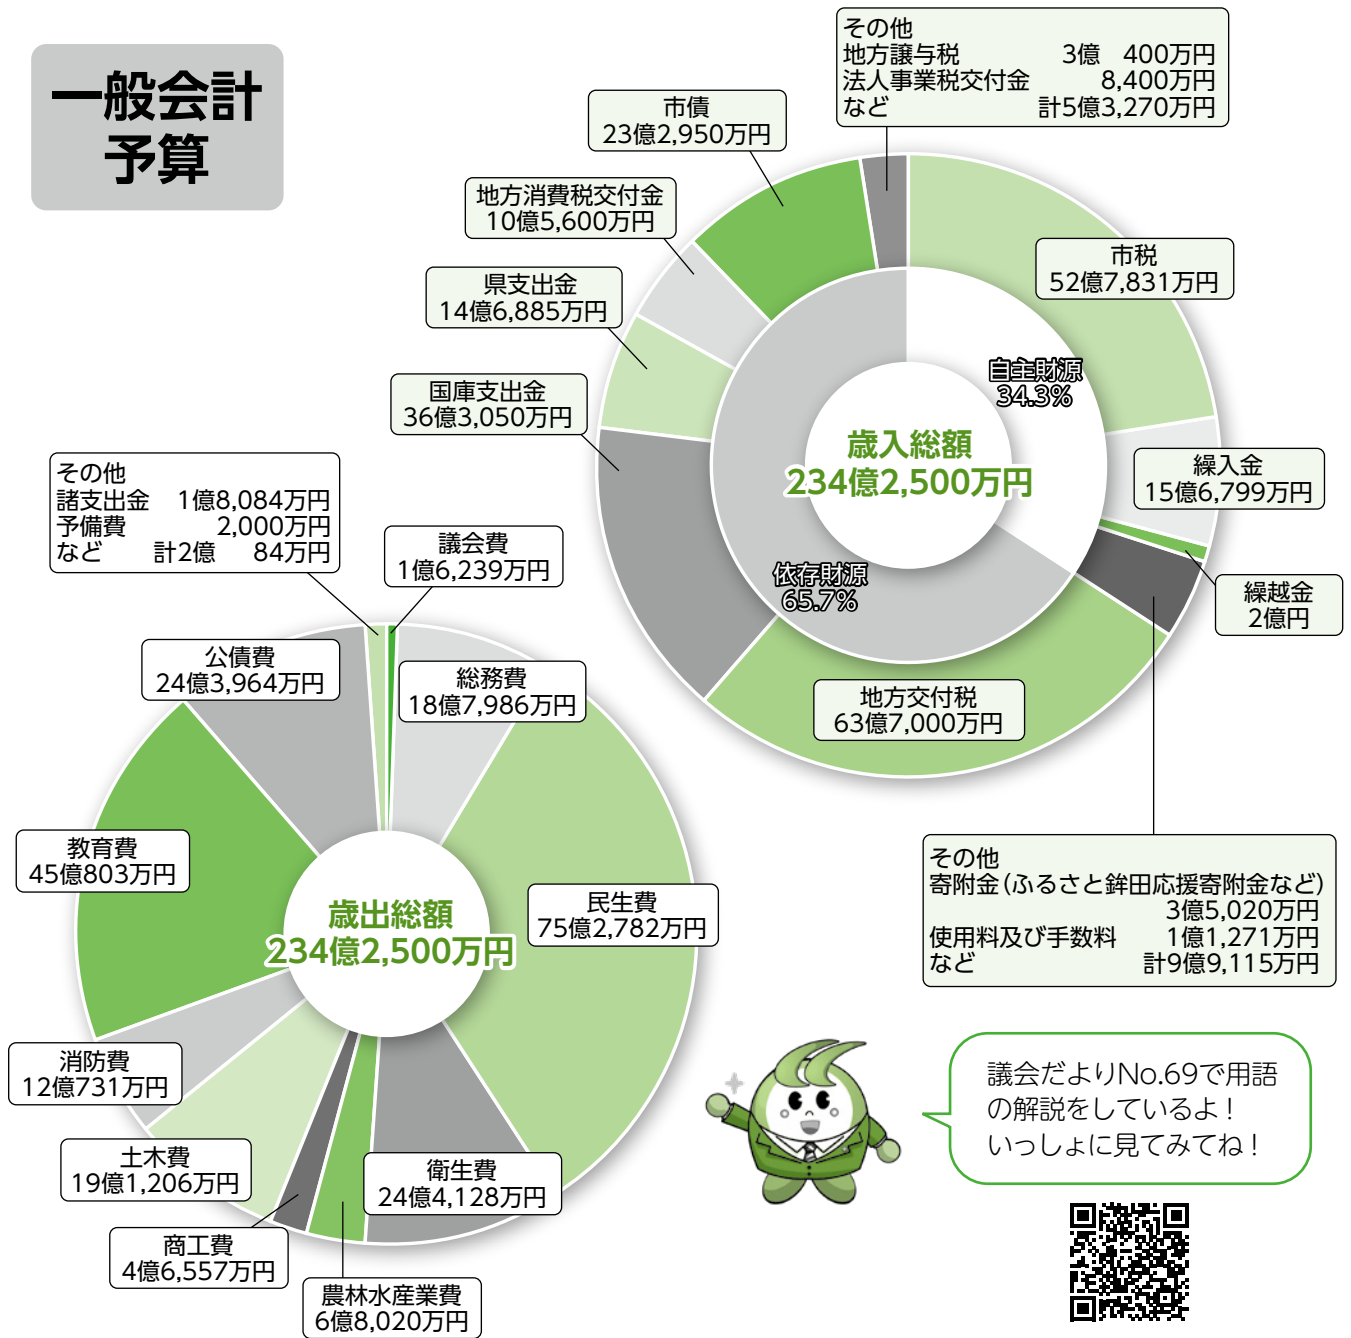 一般会計
予算
その他
地方譲与税 3億 400万円
法人事業税交付金 8,400万円
など 計5億3,270万円
市債
23億2,950万円
地方消費税交付金
10億5,600万円
県支出金
14億6,885万円
国庫支出金
36億3,050万円
市税
52億7,831万円
自主財源
34.3%
歳入総額
234億2,500万円
繰入金
15億6,799万円
依存財源
65.7%
繰越金
2億円
地方交付税
63億7,000万円
その他
寄附金(ふるさと鉾田応援寄附金など)
3億5,020万円
使用料及び手数料 1億1,271万円
など 計9億9,115万円
その他
諸支出金 1億8,084万円
予備費 2,000万円
など 計2億 84万円
議会費
1億6,239万円
公債費
24億3,964万円
総務費
18億7,986万円
教育費
45億803万円
民生費
75億2,782万円
歳出総額
234億2,500万円
消防費
12億731万円
土木費
19億1,206万円
衛生費
24億4,128万円
商工費
4億6,557万円
農林水産業費
6億8,020万円
議会だよりNo.69で用語
の解説をしているよ!
いっしょに見てみてね!